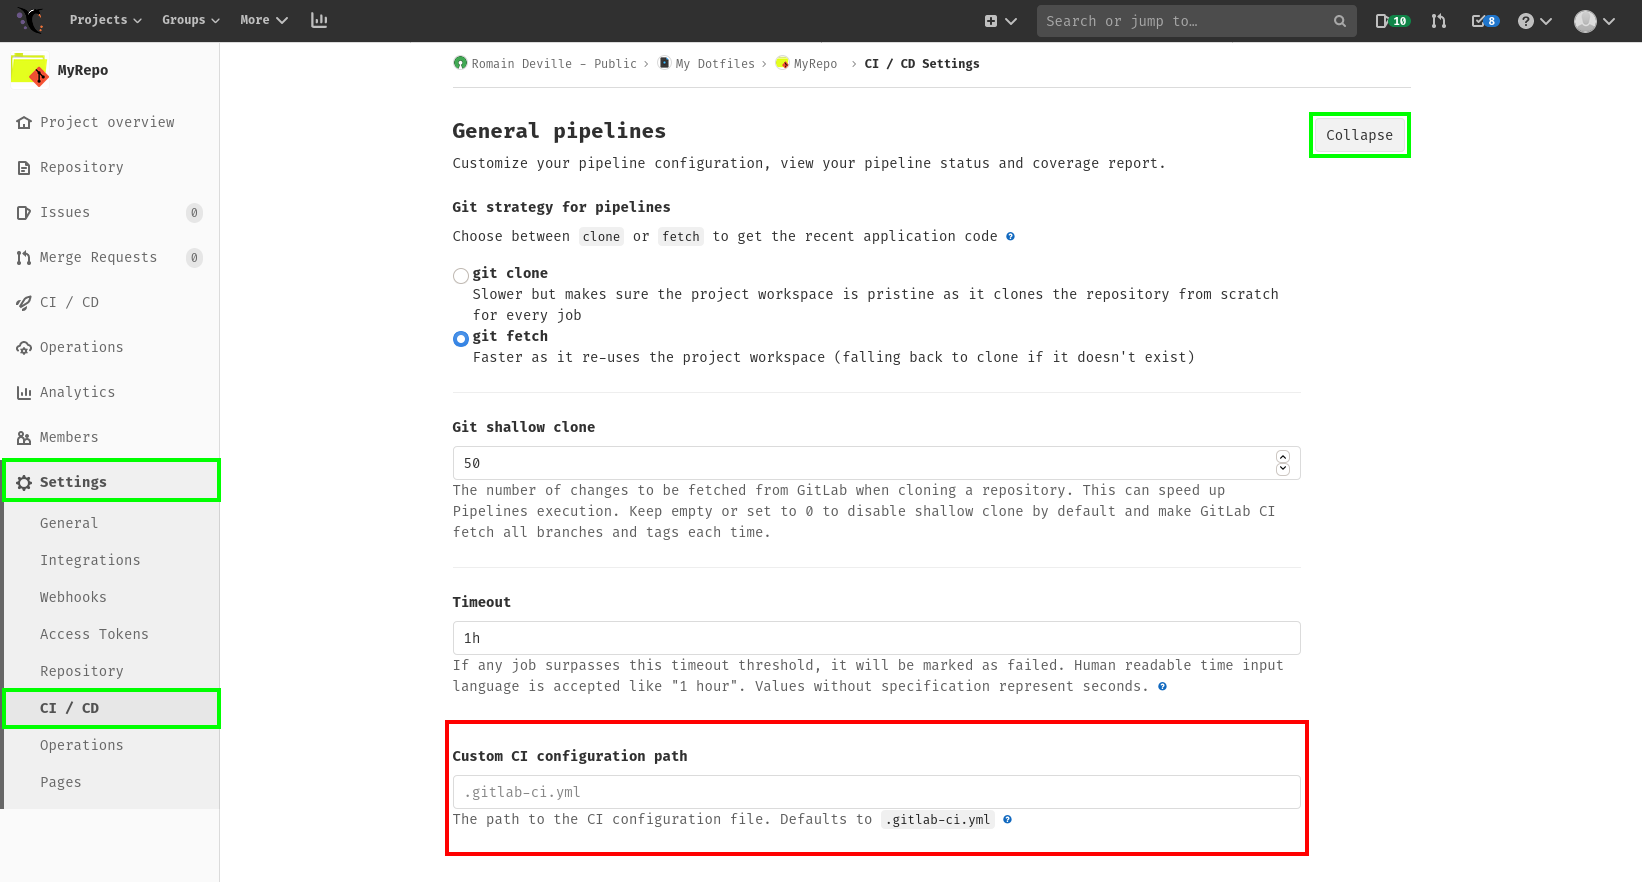 Projects Groups More Search or jump to… 10 8
MyRepo
Project overview
Repository
Issues 0
Merge Requests 0
CI / CD
Operations
Analytics
Members
Settings
General
Integrations
Webhooks
Access Tokens
Repository
CI / CD
Operations
Pages
Romain Deville - Public › My Dotfiles › MyRepo › CI / CD Settings
General pipelines
Collapse
Customize your pipeline configuration, view your pipeline status and coverage report.
Git strategy for pipelines
Choose between clone or fetch to get the recent application code
git clone
Slower but makes sure the project workspace is pristine as it clones the repository from scratch
for every job
git fetch
Faster as it re-uses the project workspace (falling back to clone if it doesn't exist)
Git shallow clone
50
The number of changes to be fetched from GitLab when cloning a repository. This can speed up
Pipelines execution. Keep empty or set to 0 to disable shallow clone by default and make GitLab CI
fetch all branches and tags each time.
Timeout
1h
If any job surpasses this timeout threshold, it will be marked as failed. Human readable time input
language is accepted like "1 hour". Values without specification represent seconds.
Custom CI configuration path
.gitlab-ci.yml
The path to the CI configuration file. Defaults to .gitlab-ci.yml